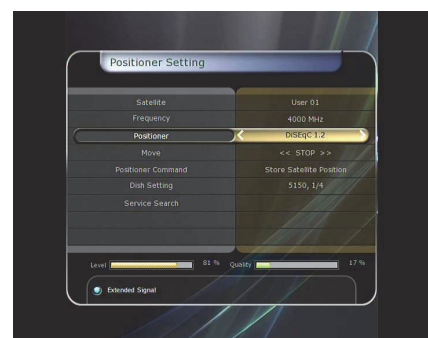 Positioner Setting
Satellite User 01
Frequency 4000 MHz
Positioner DiSEqC 1.2
Move << STOP >>
Positioner Command Store Satellite Position
Dish Setting 5150, 1/4
Service Search
Level 81 % Quality 17 %
Extended Signal